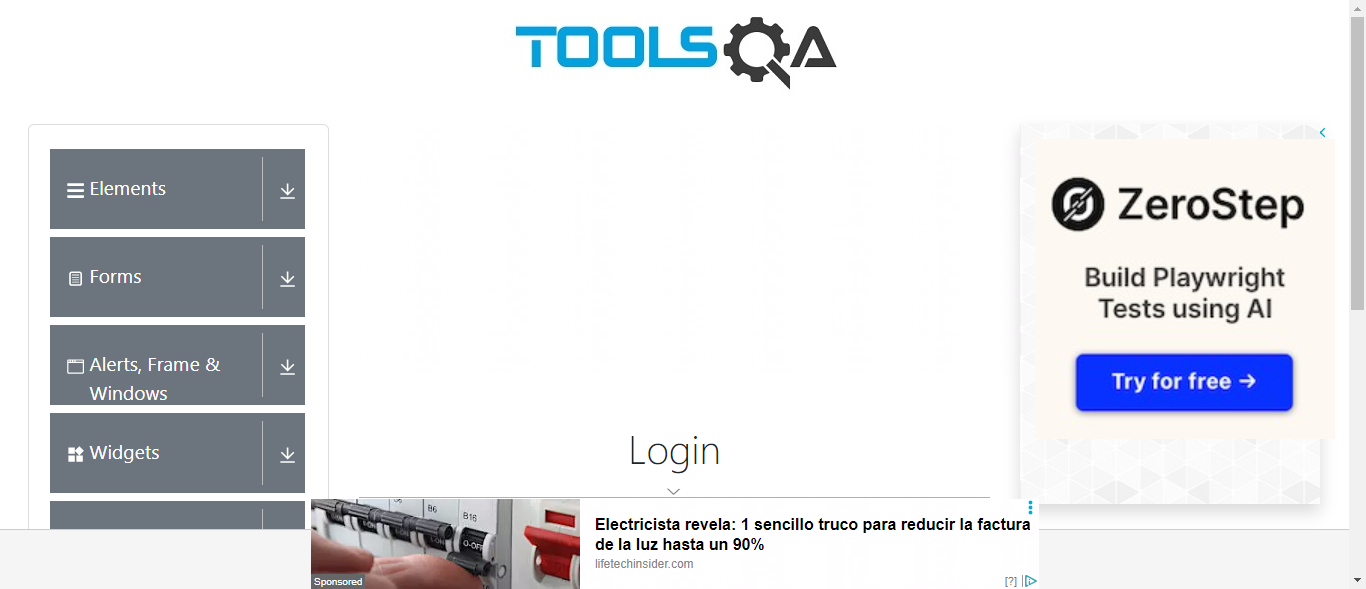 TOOLSQA
Elements
Forms
Alerts, Frame &
Windows
Widgets
ZeroStep
Build Playwright
Tests using AI
Try for free →
Login
B6
B16
O-OFF
Electricista revela: 1 sencillo truco para reducir la factura
de la luz hasta un 90%
lifetechinsider.com
Sponsored
[?]